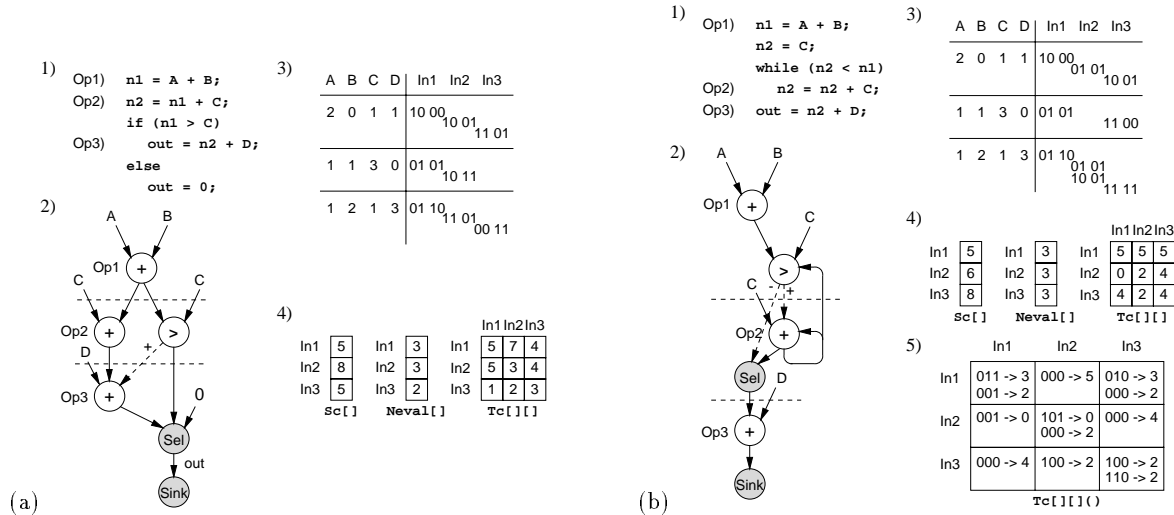 1)
Op1) n1 = A + B;
Op2) n2 = n1 + C;
if (n1 > C)
Op3) out = n2 + D;
else
out = 0;
2)
A B
Op1 +
C C
Op2 + >
D +
Op3 + 0
Sel
out
Sink
(a)
3)
A B C D In1 In2 In3
2 0 1 1 10 00
10 01
11 01
1 1 3 0 01 01
10 11
1 2 1 3 01 10
11 01
00 11
4)
In1 In2 In3
In1 5 In1 3 In1 5 7 4
In2 8 In2 3 In2 5 3 4
In3 5 In3 2 In3 1 2 3
Sc[] Neval[] Tc[][]
1)
Op1) n1 = A + B;
n2 = C;
while (n2 < n1)
Op2) n2 = n2 + C;
Op3) out = n2 + D;
2)
A B
Op1 +
C
>
- +
C
Op2 +
Sel D
Op3 +
Sink
(b)
3)
A B C D In1 In2 In3
2 0 1 1 10 00
01 01
10 01
1 1 3 0 01 01
11 00
1 2 1 3 01 10
01 01
10 01
11 11
4)
In1 In2 In3
In1 5 In1 3 In1 5 5 5
In2 6 In2 3 In2 0 2 4
In3 8 In3 3 In3 4 2 4
Sc[] Neval[] Tc[][]
5)
In1 In2 In3
In1 011 -> 3 000 -> 5 010 -> 3
001 -> 2 000 -> 2
In2 001 -> 0 101 -> 0 000 -> 4
000 -> 2
In3 000 -> 4 100 -> 2 100 -> 2
110 -> 2
Tc[][]()